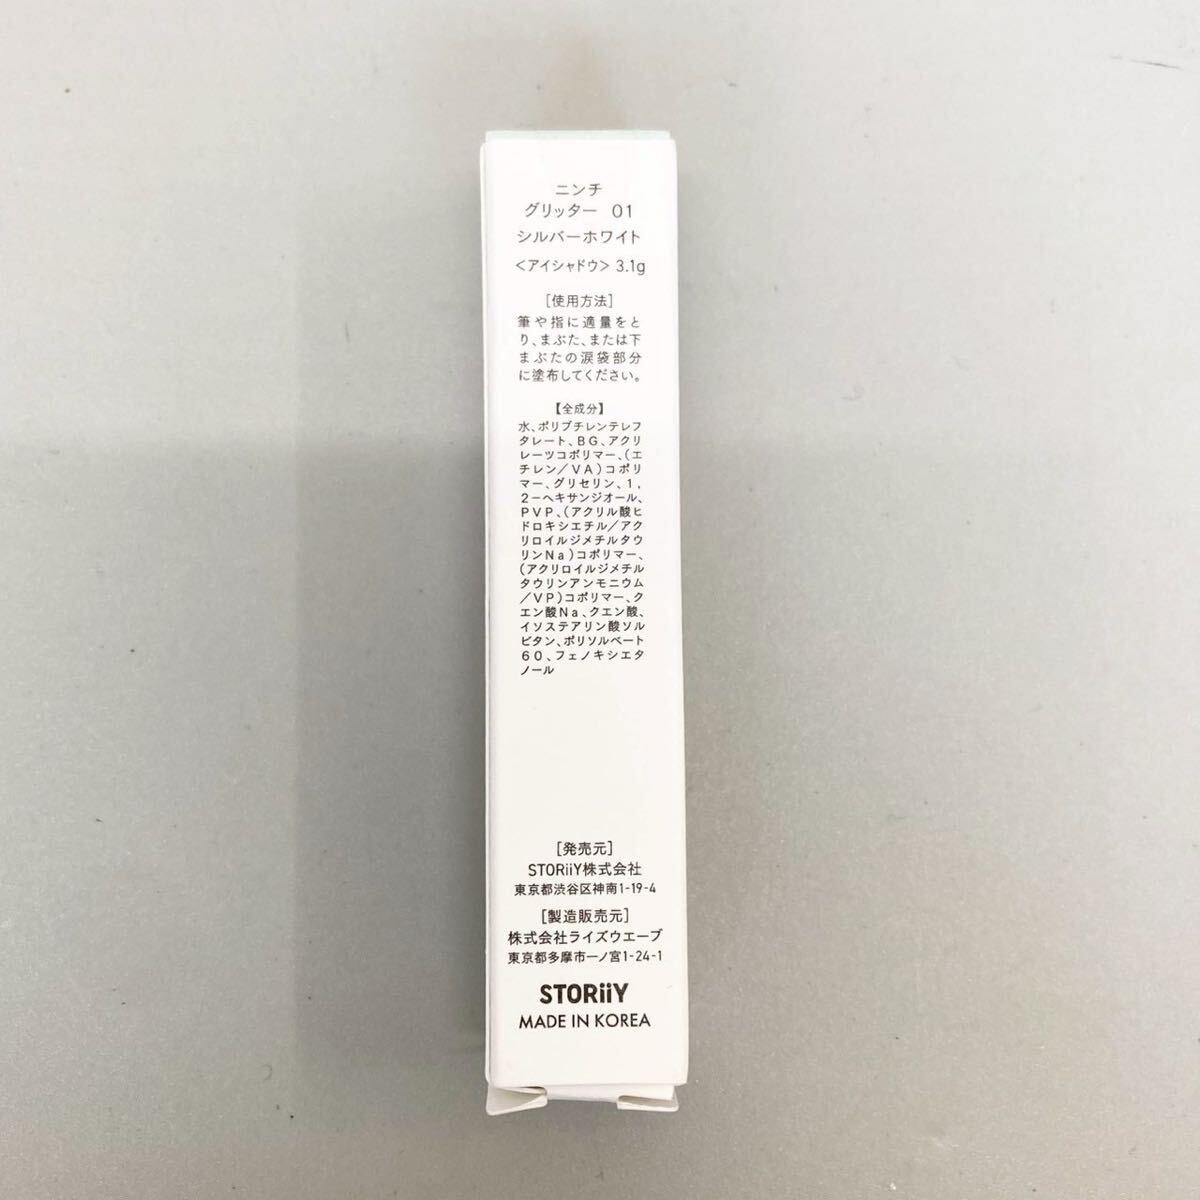 ニンチ
グリッター 01
シルバーホワイト
<アイシャドウ> 3.1g
[使用方法]
筆や指に適量をと
り、まぶた、または下
まぶたの涙袋部分
に塗布してください。
【全成分】
水、ポリブチレンテレフ
タレート、BG、アクリ
レーツコポリマー、(エ
チレン/VA)コポリ
マー、グリセリン、1,
2-ヘキサンジオール、
PVP、(アクリル酸ヒ
ドロキシエチル/アク
リロイルジメチルタウ
リンNa)コポリマー、
(アクリロイルジメチル
タウリンアンモニウム
/VP)コポリマー、ク
エン酸Na、クエン酸、
イソステアリン酸ソル
ビタン、ポリソルベート
60、フェノキシエタ
ノール
[発売元]
STORiiY株式会社
東京都渋谷区神南1-19-4
[製造販売元]
株式会社ライズウエーブ
東京都多摩市一ノ宮1-24-1
STORiiY
MADE IN KOREA